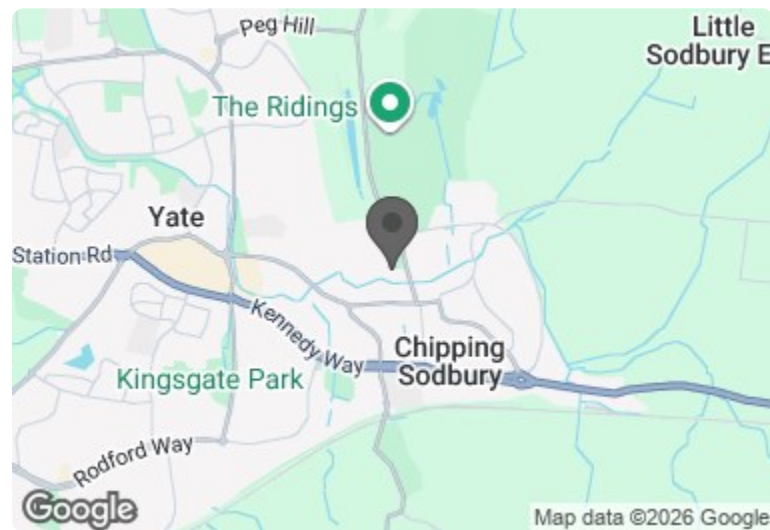 Peg Hill
Little
Sodbury E
The Ridings
Yate
Station Rd
Kennedy Way
Chipping
Sodbury
Kingsgate Park
Rodford Way
Google
Map data ©2026 Google